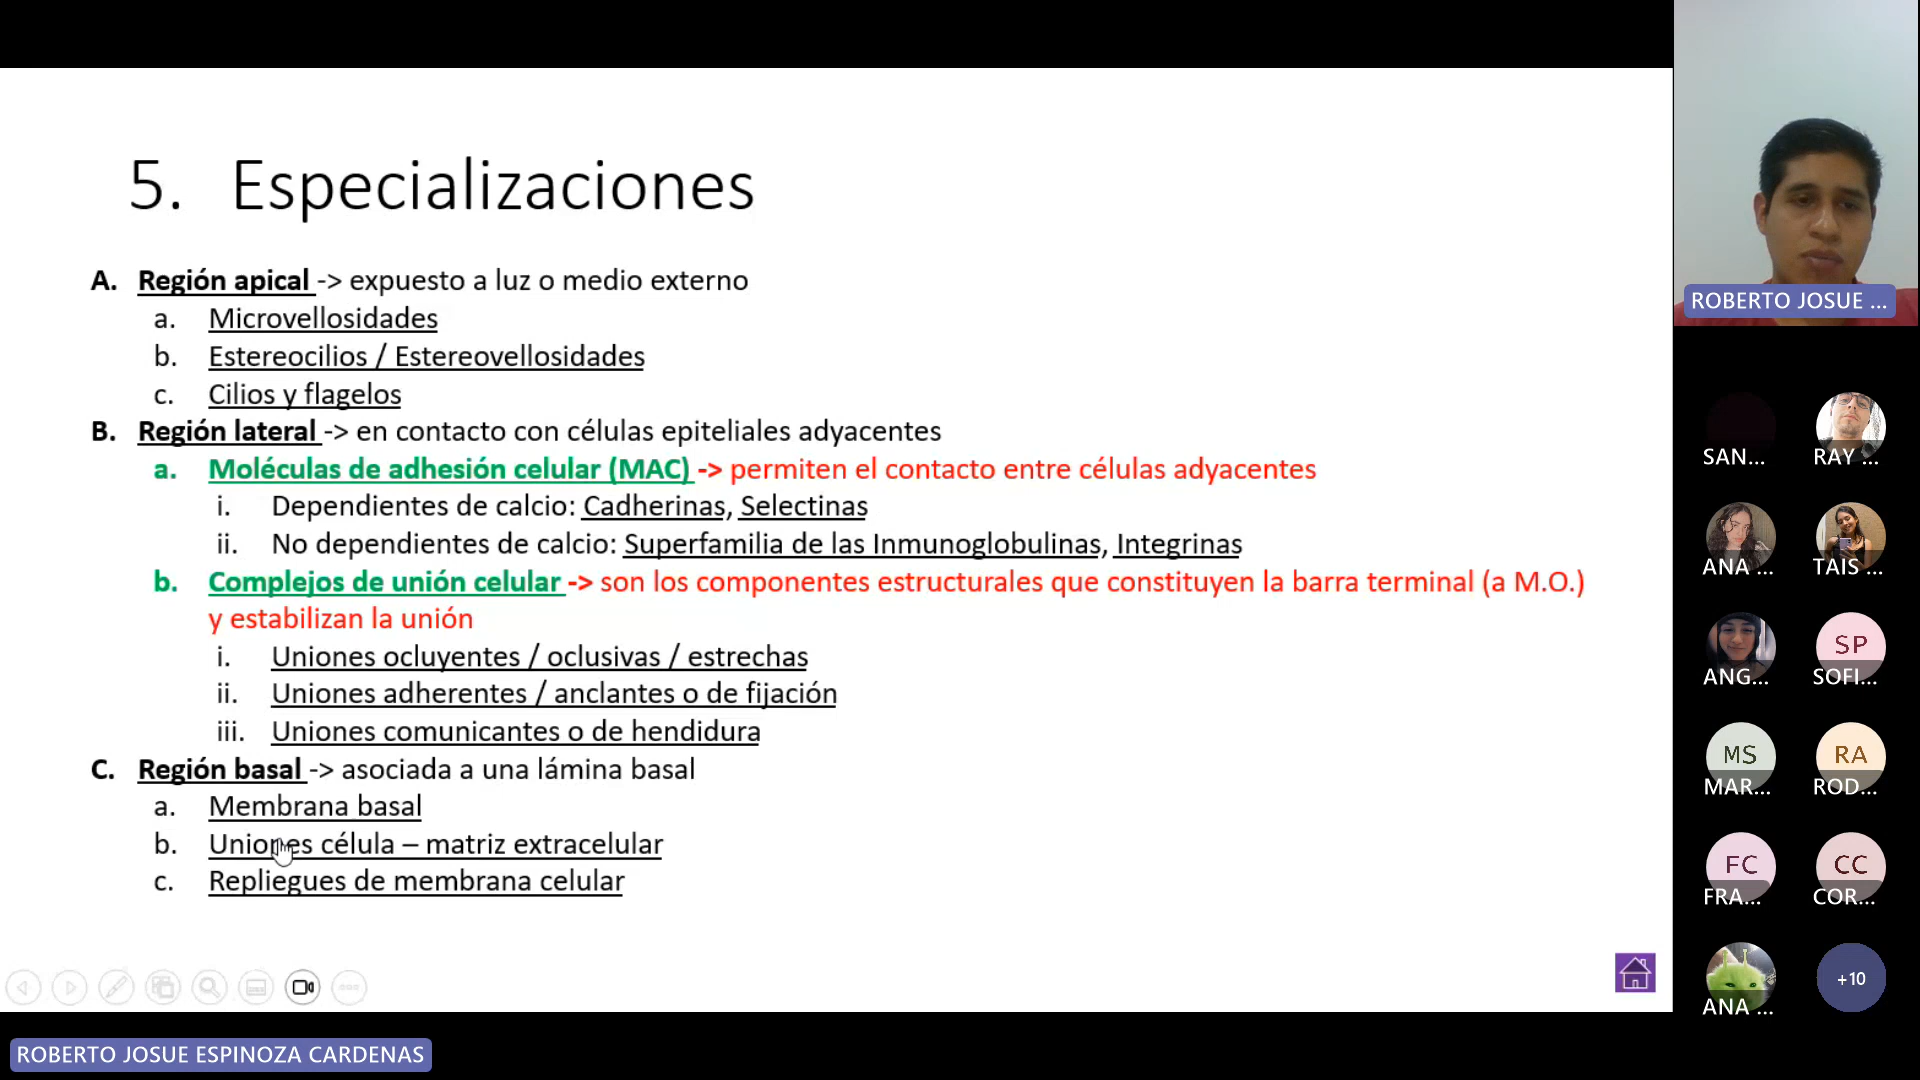 5. Especializaciones
A. Región apical -> expuesto a luz o medio externo
a. Microvellosidades
b. Estereocilios / Estereovellosidades
c. Cilios y flagelos
B. Región lateral -> en contacto con células epiteliales adyacentes
a. Moléculas de adhesión celular (MAC) -> permiten el contacto entre células adyacentes
i. Dependientes de calcio: Cadherinas, Selectinas
ii. No dependientes de calcio: Superfamilia de las Inmunoglobulinas, Integrinas
b. Complejos de unión celular -> son los componentes estructurales que constituyen la barra terminal (a M.O.)
y estabilizan la unión
i. Uniones ocluyentes / oclusivas / estrechas
ii. Uniones adherentes / anclantes o de fijación
iii. Uniones comunicantes o de hendidura
C. Región basal -> asociada a una lámina basal
a. Membrana basal
b. Uniones célula – matriz extracelular
c. Repliegues de membrana celular
ROBERTO JOSUE ESPINOZA CARDENAS
ROBERTO JOSUE ...
SAN...
RAY ...
ANA ...
TAIS ...
ANG...
SP
SOFI...
MS
MAR...
RA
ROD...
FC
FRA...
CC
COR...
ANA ...
+10